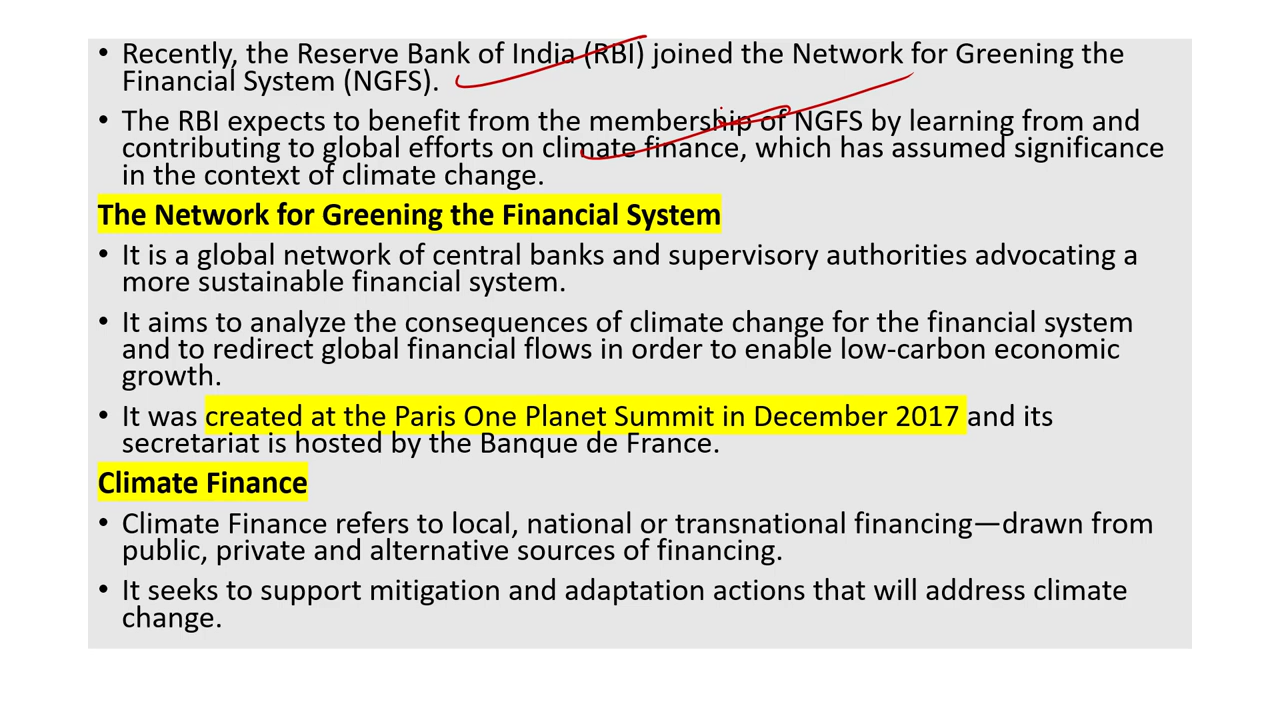 • Recently, the Reserve Bank of India (RBI) joined the Network for Greening the
Financial System (NGFS).
• The RBI expects to benefit from the membership of NGFS by learning from and
contributing to global efforts on climate finance, which has assumed significance
in the context of climate change.
The Network for Greening the Financial System
• It is a global network of central banks and supervisory authorities advocating a
more sustainable financial system.
• It aims to analyze the consequences of climate change for the financial system
and to redirect global financial flows in order to enable low-carbon economic
growth.
• It was created at the Paris One Planet Summit in December 2017 and its
secretariat is hosted by the Banque de France.
Climate Finance
• Climate Finance refers to local, national or transnational financing—drawn from
public, private and alternative sources of financing.
• It seeks to support mitigation and adaptation actions that will address climate
change.